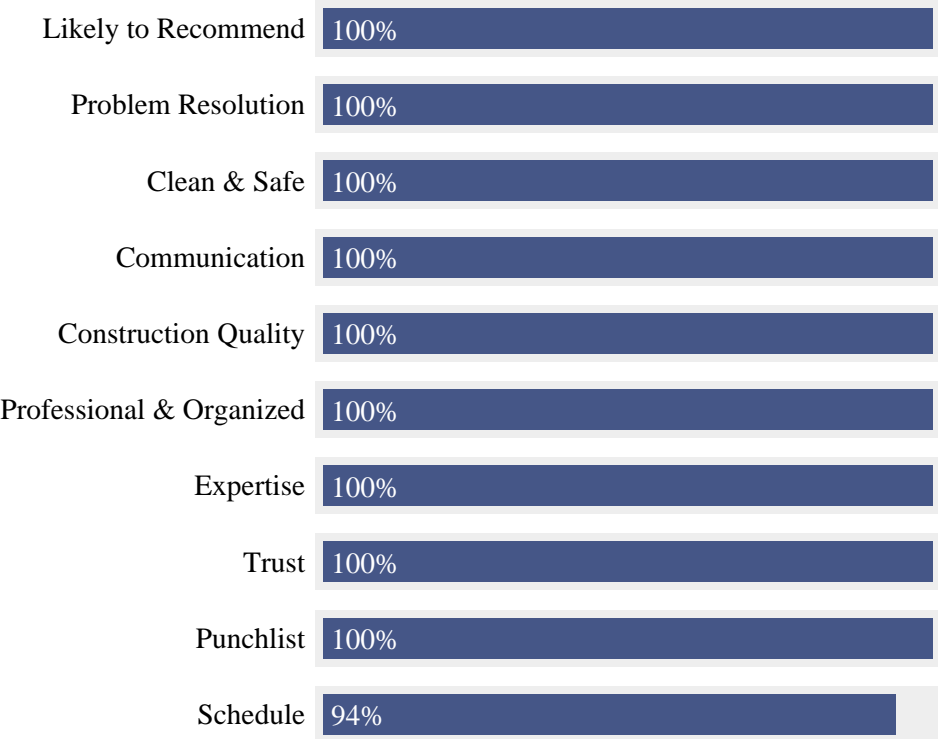 Likely to Recommend 100%
Problem Resolution 100%
Clean & Safe 100%
Communication 100%
Construction Quality 100%
Professional & Organized 100%
Expertise 100%
Trust 100%
Punchlist 100%
Schedule 94%